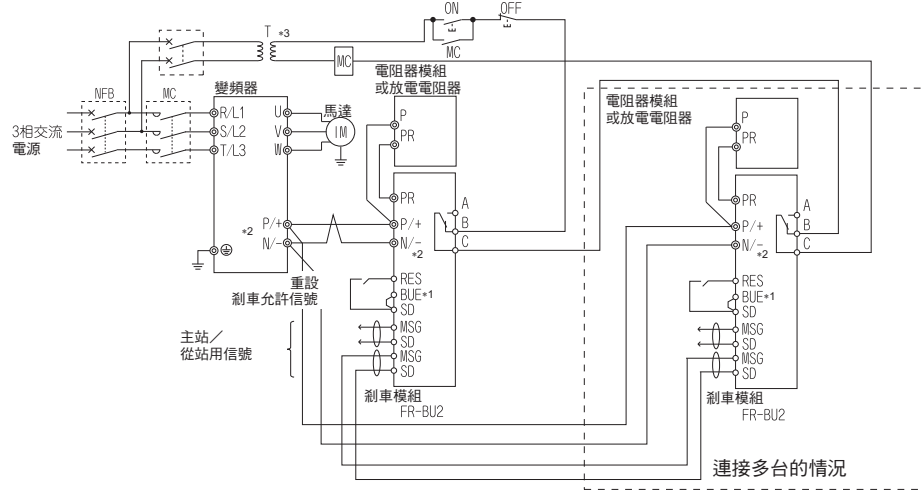 ON
OFF
T *3
MC
MC
電阻器模組
或放電電阻器
電阻器模組
或放電電阻器
NFB
MC
變頻器
馬達
3相交流
電源
R/L1
S/L2
T/L3
U
V
W
IM
P
PR
P
PR
PR
P/+
N/-
*2
A
B
C
PR
P/+
N/-
*2
A
B
C
*2
P/+
N/-
重設
剎車允許信號
RES
BUE*1
SD
MSG
SD
MSG
SD
RES
BUE*1
SD
MSG
SD
MSG
SD
主站／
從站用信號
剎車模組
FR-BU2
剎車模組
FR-BU2
連接多台的情況